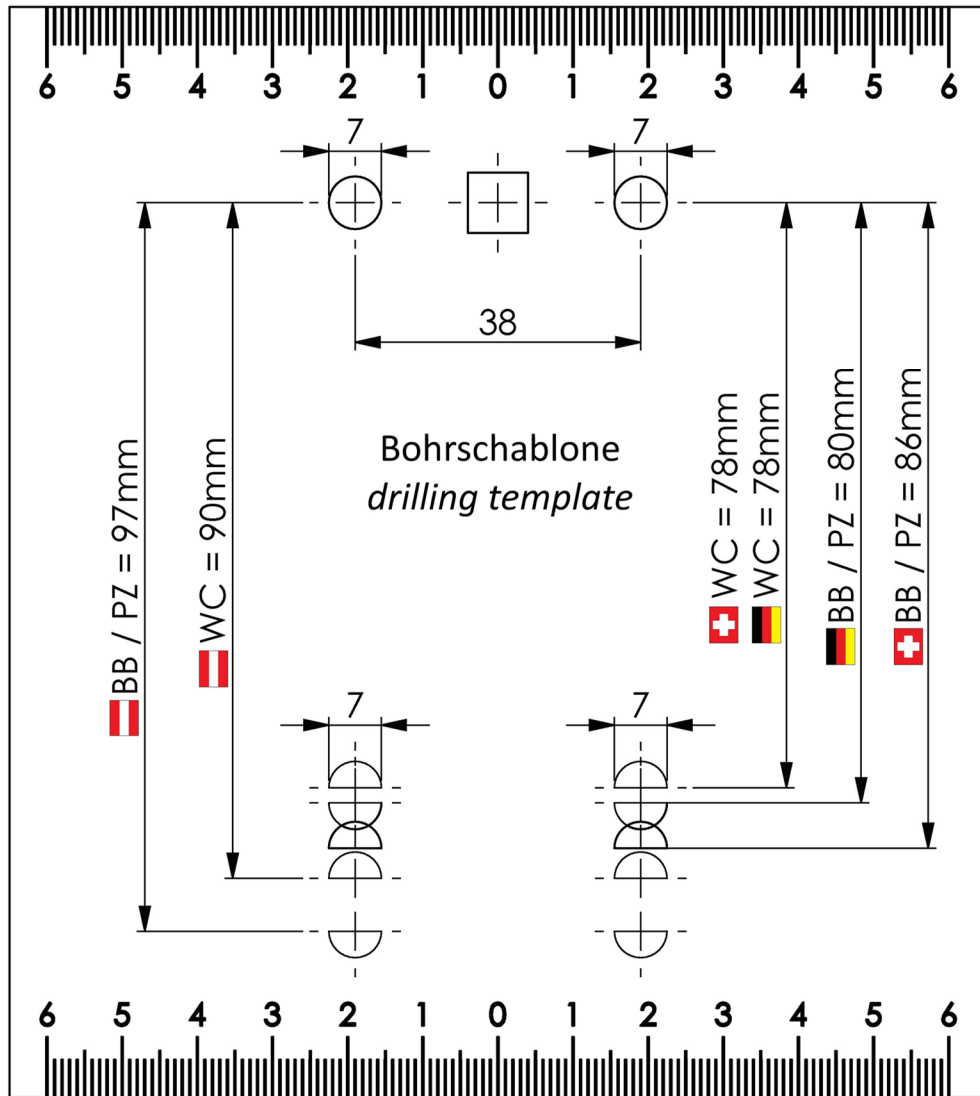 6 5 4 3 2 1 0 1 2 3 4 5 6
7 7
38
Bohrschablone
drilling template
BB / PZ = 97mm
WC = 90mm
WC = 78mm
WC = 78mm
BB / PZ = 80mm
BB / PZ = 86mm
7 7
6 5 4 3 2 1 0 1 2 3 4 5 6